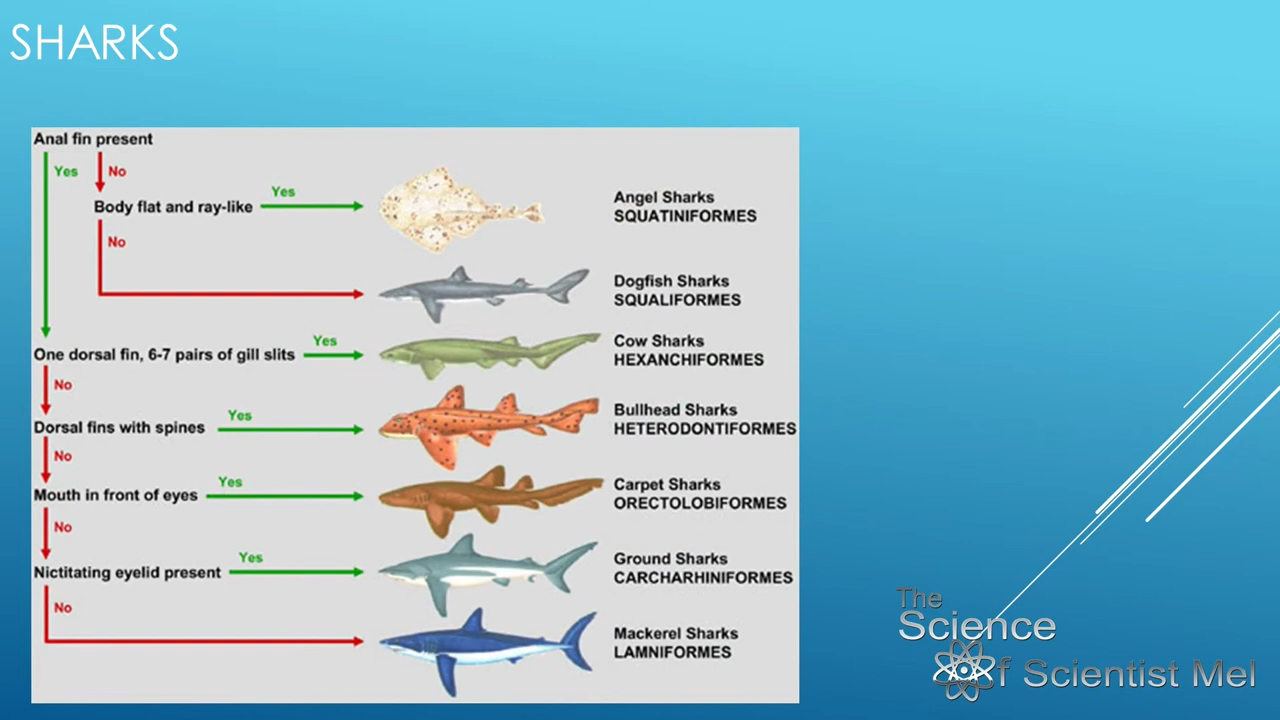 SHARKS
Anal fin present
Yes
No
Body flat and ray-like
Yes
Angel Sharks
SQUATINIFORMES
No
Dogfish Sharks
SQUALIFORMES
One dorsal fin, 6-7 pairs of gill slits
Yes
Cow Sharks
HEXANCHIFORMES
No
Dorsal fins with spines
Yes
Bullhead Sharks
HETERODONTIFORMES
No
Mouth in front of eyes
Yes
Carpet Sharks
ORECTOLOBIFORMES
No
Nictitating eyelid present
Yes
Ground Sharks
CARCHARHINIFORMES
No
Mackerel Sharks
LAMNIFORMES
The
Science
Of Scientist Mel